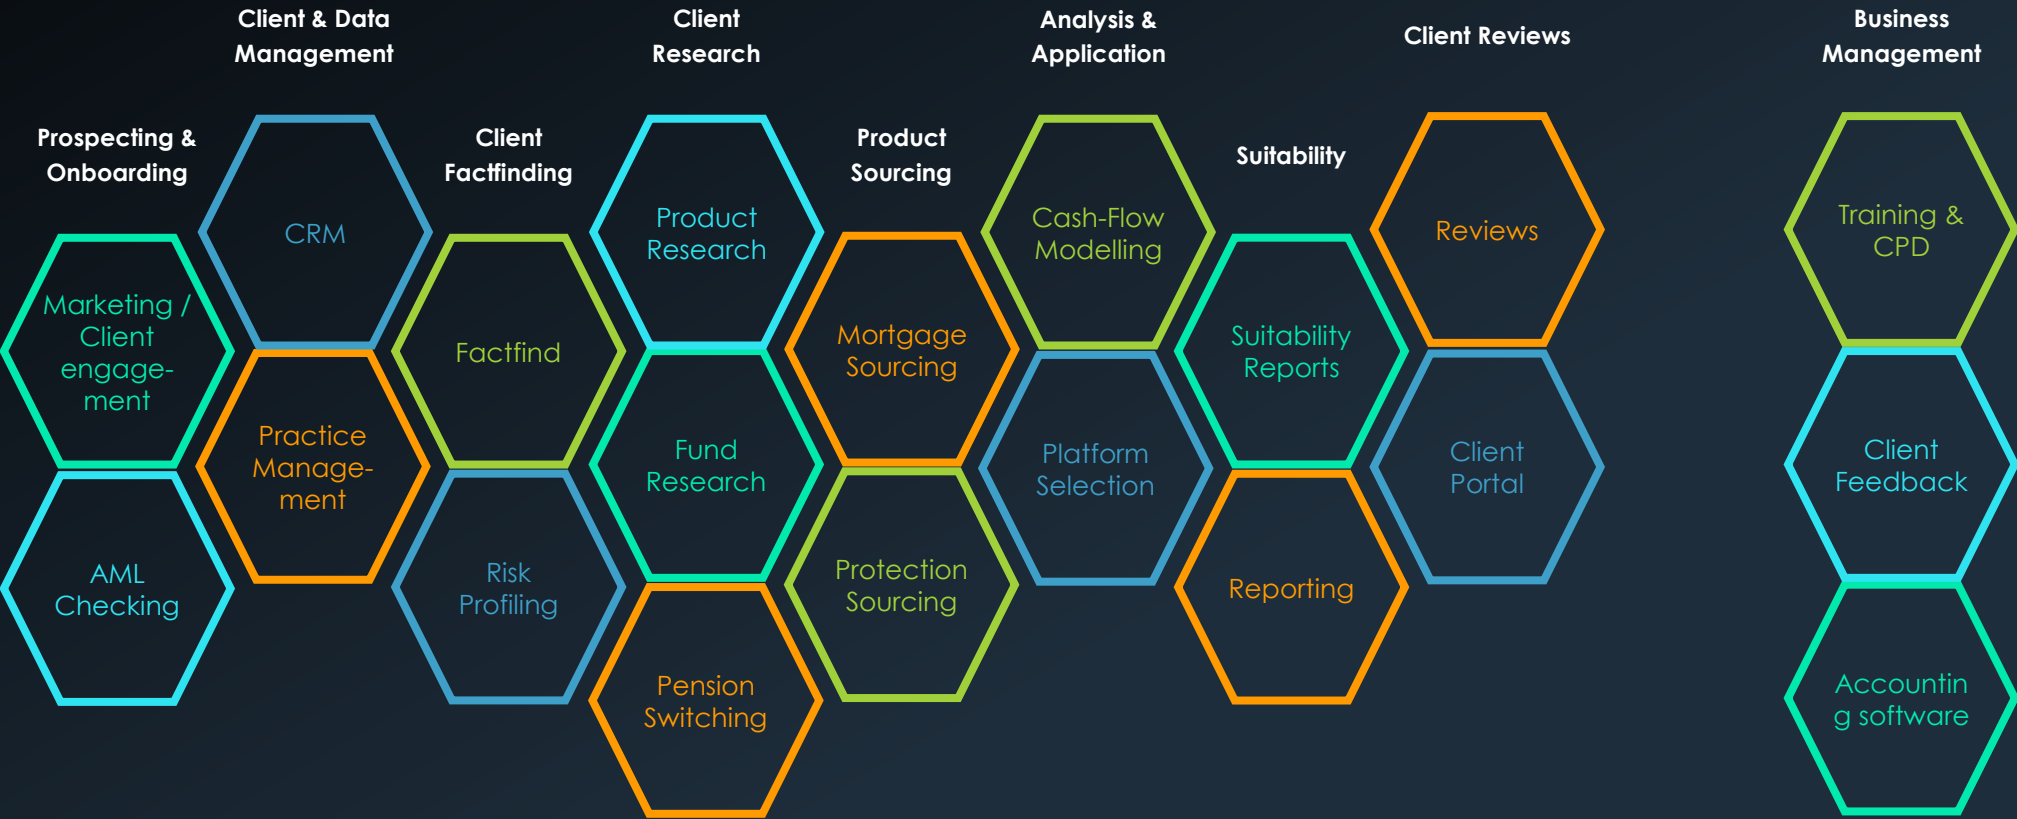 Client & Data
Management
Client
Research
Analysis &
Application
Client Reviews
Business
Management
Prospecting &
Onboarding
Client
Factfinding
Product
Sourcing
Suitability
Marketing /
Client
engage-
ment
AML
Checking
CRM
Practice
Manage-
ment
Factfind
Risk
Profiling
Product
Research
Fund
Research
Pension
Switching
Mortgage
Sourcing
Protection
Sourcing
Cash-Flow
Modelling
Platform
Selection
Suitability
Reports
Reporting
Reviews
Client
Portal
Training &
CPD
Client
Feedback
Accountin
g software